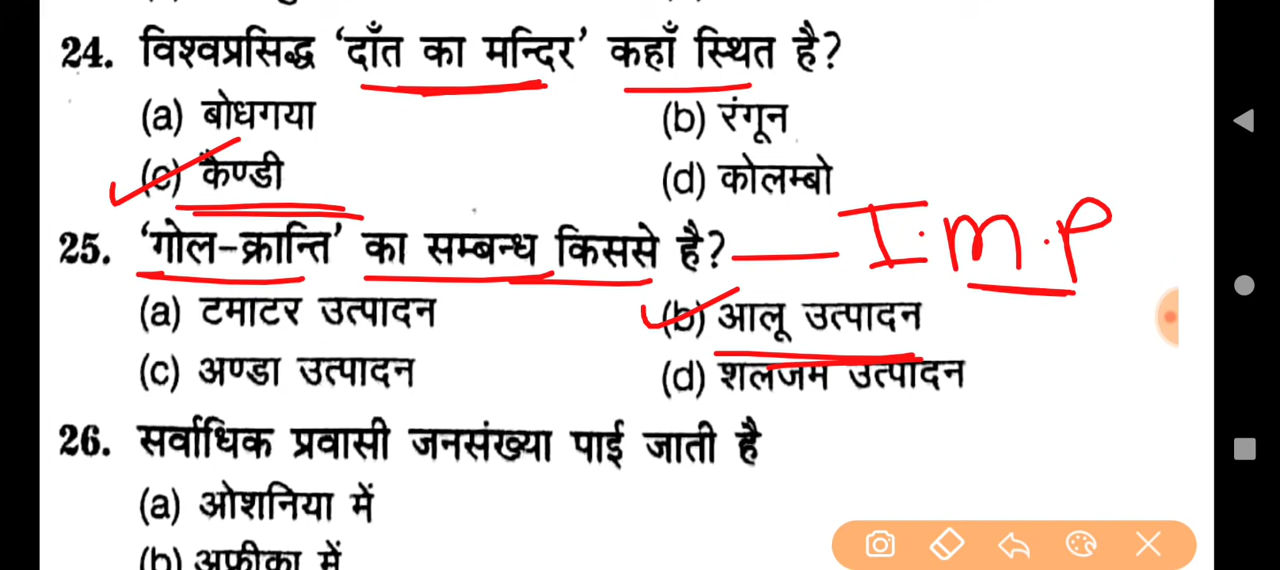 24. विश्वप्रसिद्ध ‘दाँत का मन्दिर’ कहाँ स्थित है?
(a) बोधगया (b) रंगून
(c) कैण्डी (d) कोलम्बो
25. ‘गोल-क्रान्ति’ का सम्बन्ध किससे है? I.M.P
(a) टमाटर उत्पादन (b) आलू उत्पादन
(c) अण्डा उत्पादन (d) शलजम उत्पादन
26. सर्वाधिक प्रवासी जनसंख्या पाई जाती है
(a) ओशनिया में
(b) अफ्रीका में